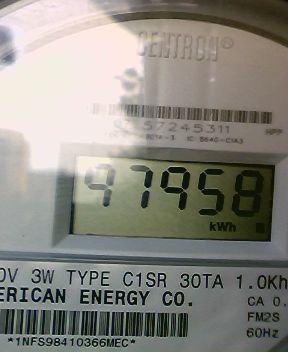 CENTRON®
57245311
HPP
97958
kWh
0V 3W TYPE C1SR 30TA 1.0Kh
ERICAN ENERGY CO.
CA 0.
FM2S
60Hz
*1NFS98410366MEC*